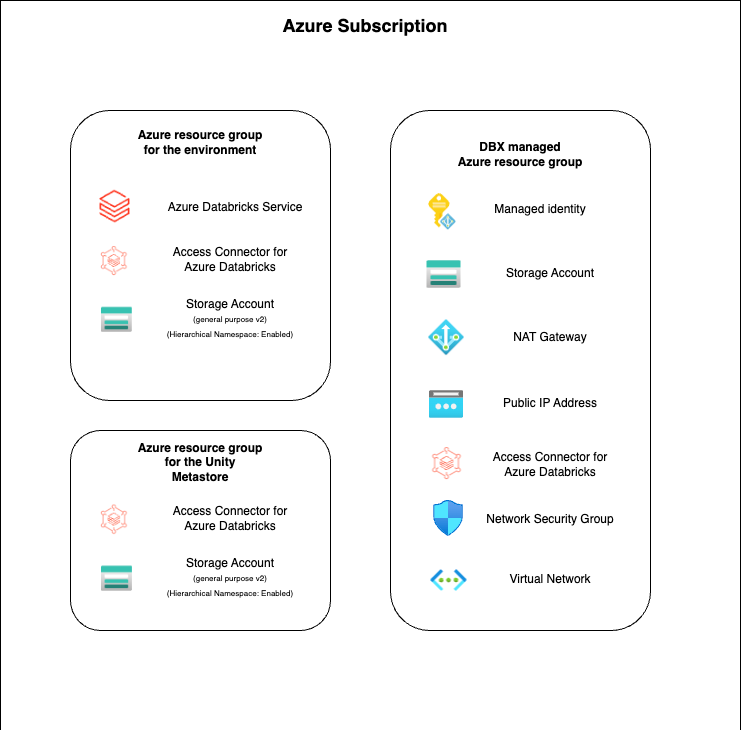 Azure Subscription
Azure resource group
for the environment
Azure Databricks Service
Access Connector for
Azure Databricks
Storage Account
(general purpose v2)
(Hierarchical Namespace: Enabled)
Azure resource group
for the Unity
Metastore
Access Connector for
Azure Databricks
Storage Account
(general purpose v2)
(Hierarchical Namespace: Enabled)
DBX managed
Azure resource group
Managed identity
Storage Account
NAT Gateway
Public IP Address
Access Connector for
Azure Databricks
Network Security Group
Virtual Network